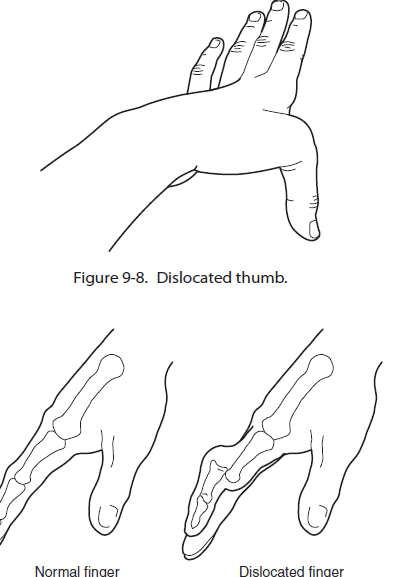 Figure 9-8. Dislocated thumb.
Normal finger
Dislocated finger